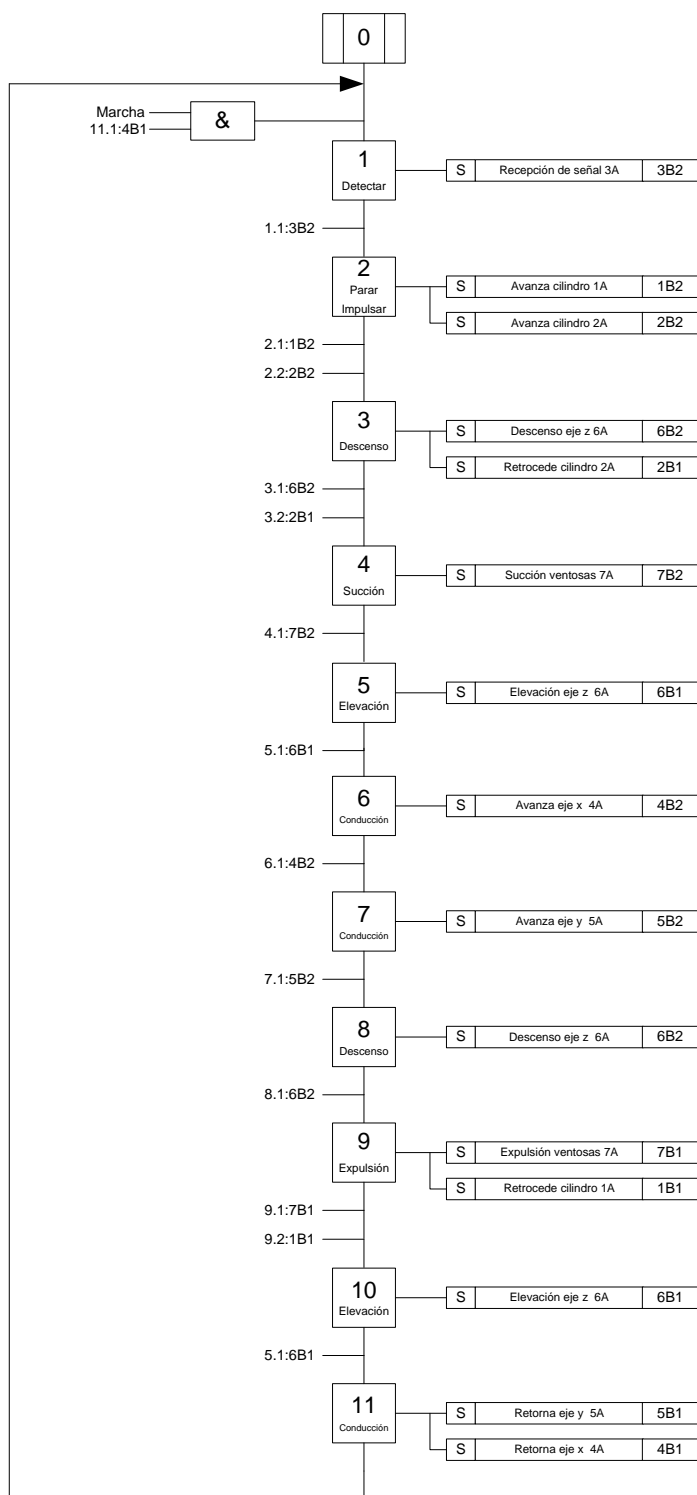 0
Marcha
11.1:4B1
&
1
Detectar
S Recepción de señal 3A 3B2
1.1:3B2
2
Parar
Impulsar
S Avanza cilindro 1A 1B2
S Avanza cilindro 2A 2B2
2.1:1B2
2.2:2B2
3
Descenso
S Descenso eje z 6A 6B2
S Retrocede cilindro 2A 2B1
3.1:6B2
3.2:2B1
4
Succión
S Succión ventosas 7A 7B2
4.1:7B2
5
Elevación
S Elevación eje z 6A 6B1
5.1:6B1
6
Conducción
S Avanza eje x 4A 4B2
6.1:4B2
7
Conducción
S Avanza eje y 5A 5B2
7.1:5B2
8
Descenso
S Descenso eje z 6A 6B2
8.1:6B2
9
Expulsión
S Expulsión ventosas 7A 7B1
S Retrocede cilindro 1A 1B1
9.1:7B1
9.2:1B1
10
Elevación
S Elevación eje z 6A 6B1
5.1:6B1
11
Conducción
S Retorna eje y 5A 5B1
S Retorna eje x 4A 4B1